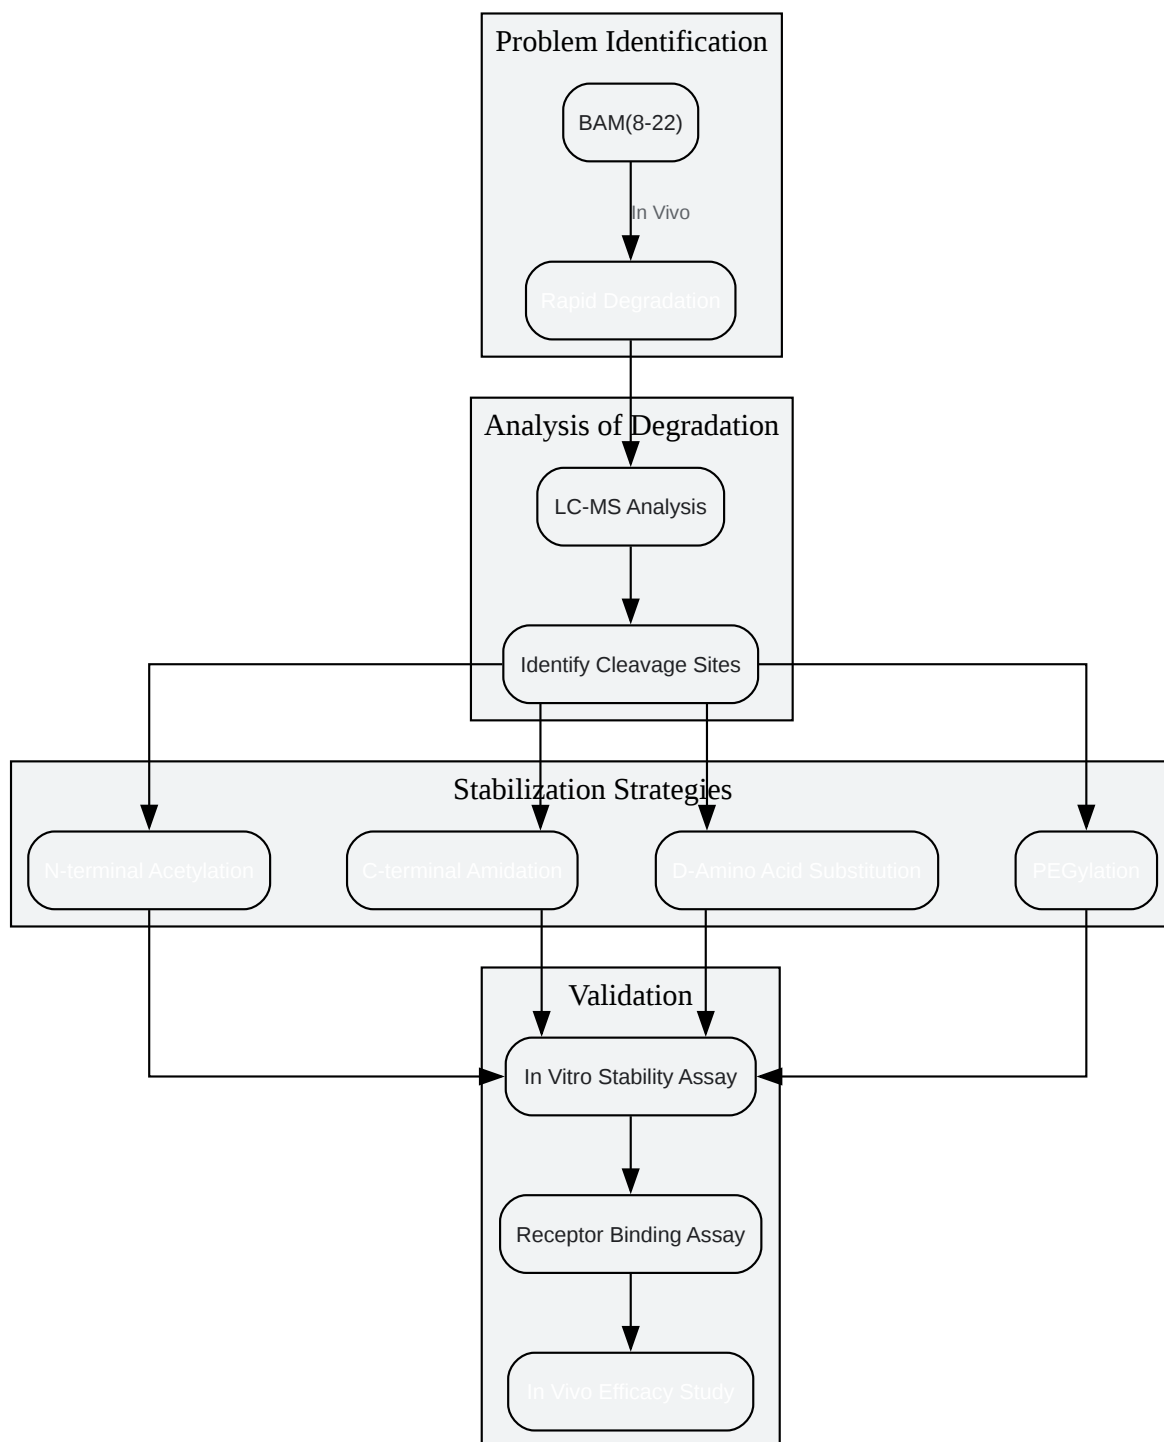 Problem Identification
BAM(8-22)
In Vivo
Rapid Degradation
Analysis of Degradation
LC-MS Analysis
Identify Cleavage Sites
Stabilization Strategies
N-terminal Acetylation
C-terminal Amidation
D-Amino Acid Substitution
PEGylation
Validation
In Vitro Stability Assay
Receptor Binding Assay
In Vivo Efficacy Study